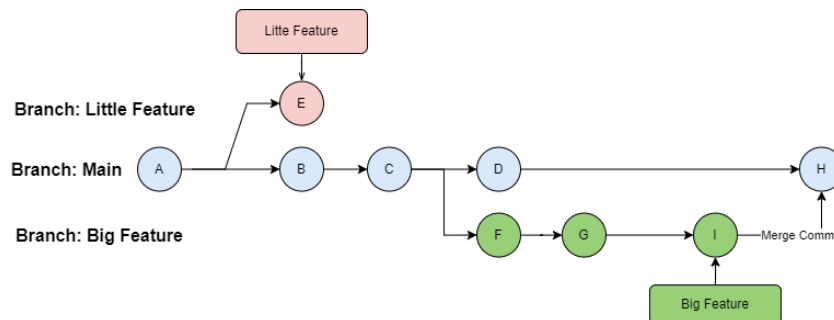 Litte Feature
Branch: Little Feature
E
Branch: Main
A
B
C
D
H
Branch: Big Feature
F
G
I
Merge Comm
Big Feature